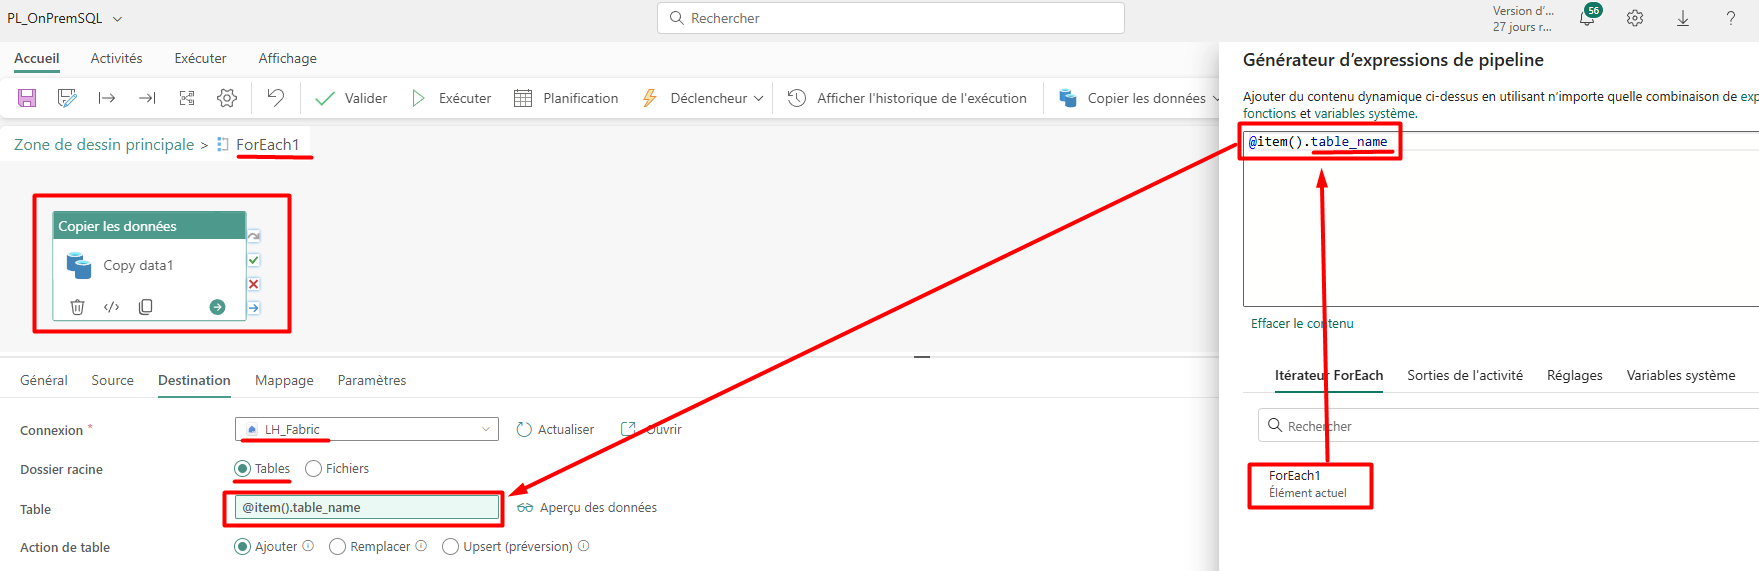 PL_OnPremSQL
Rechercher
Version d'...
27 jours r...
56
?
Accueil
Activités
Exécuter
Affichage
Valider
Exécuter
Planification
Déclencheur
Afficher l'historique de l'exécution
Copier les données
Zone de dessin principale > ForEach1
Copier les données
Copy data1
Général
Source
Destination
Mappage
Paramètres
Connexion *
LH_Fabric
Actualiser
Ouvrir
Dossier racine
Tables
Fichiers
Table
@item().table_name
Aperçu des données
Action de table
Ajouter
Remplacer
Upsert (préversion)
Générateur d'expressions de pipeline
Ajouter du contenu dynamique ci-dessus en utilisant n'importe quelle combinaison de exp
fonctions et variables système.
@item().table_name
Effacer le contenu
Itérateur ForEach
Sorties de l'activité
Réglages
Variables système
Rechercher
ForEach1
Élément actuel